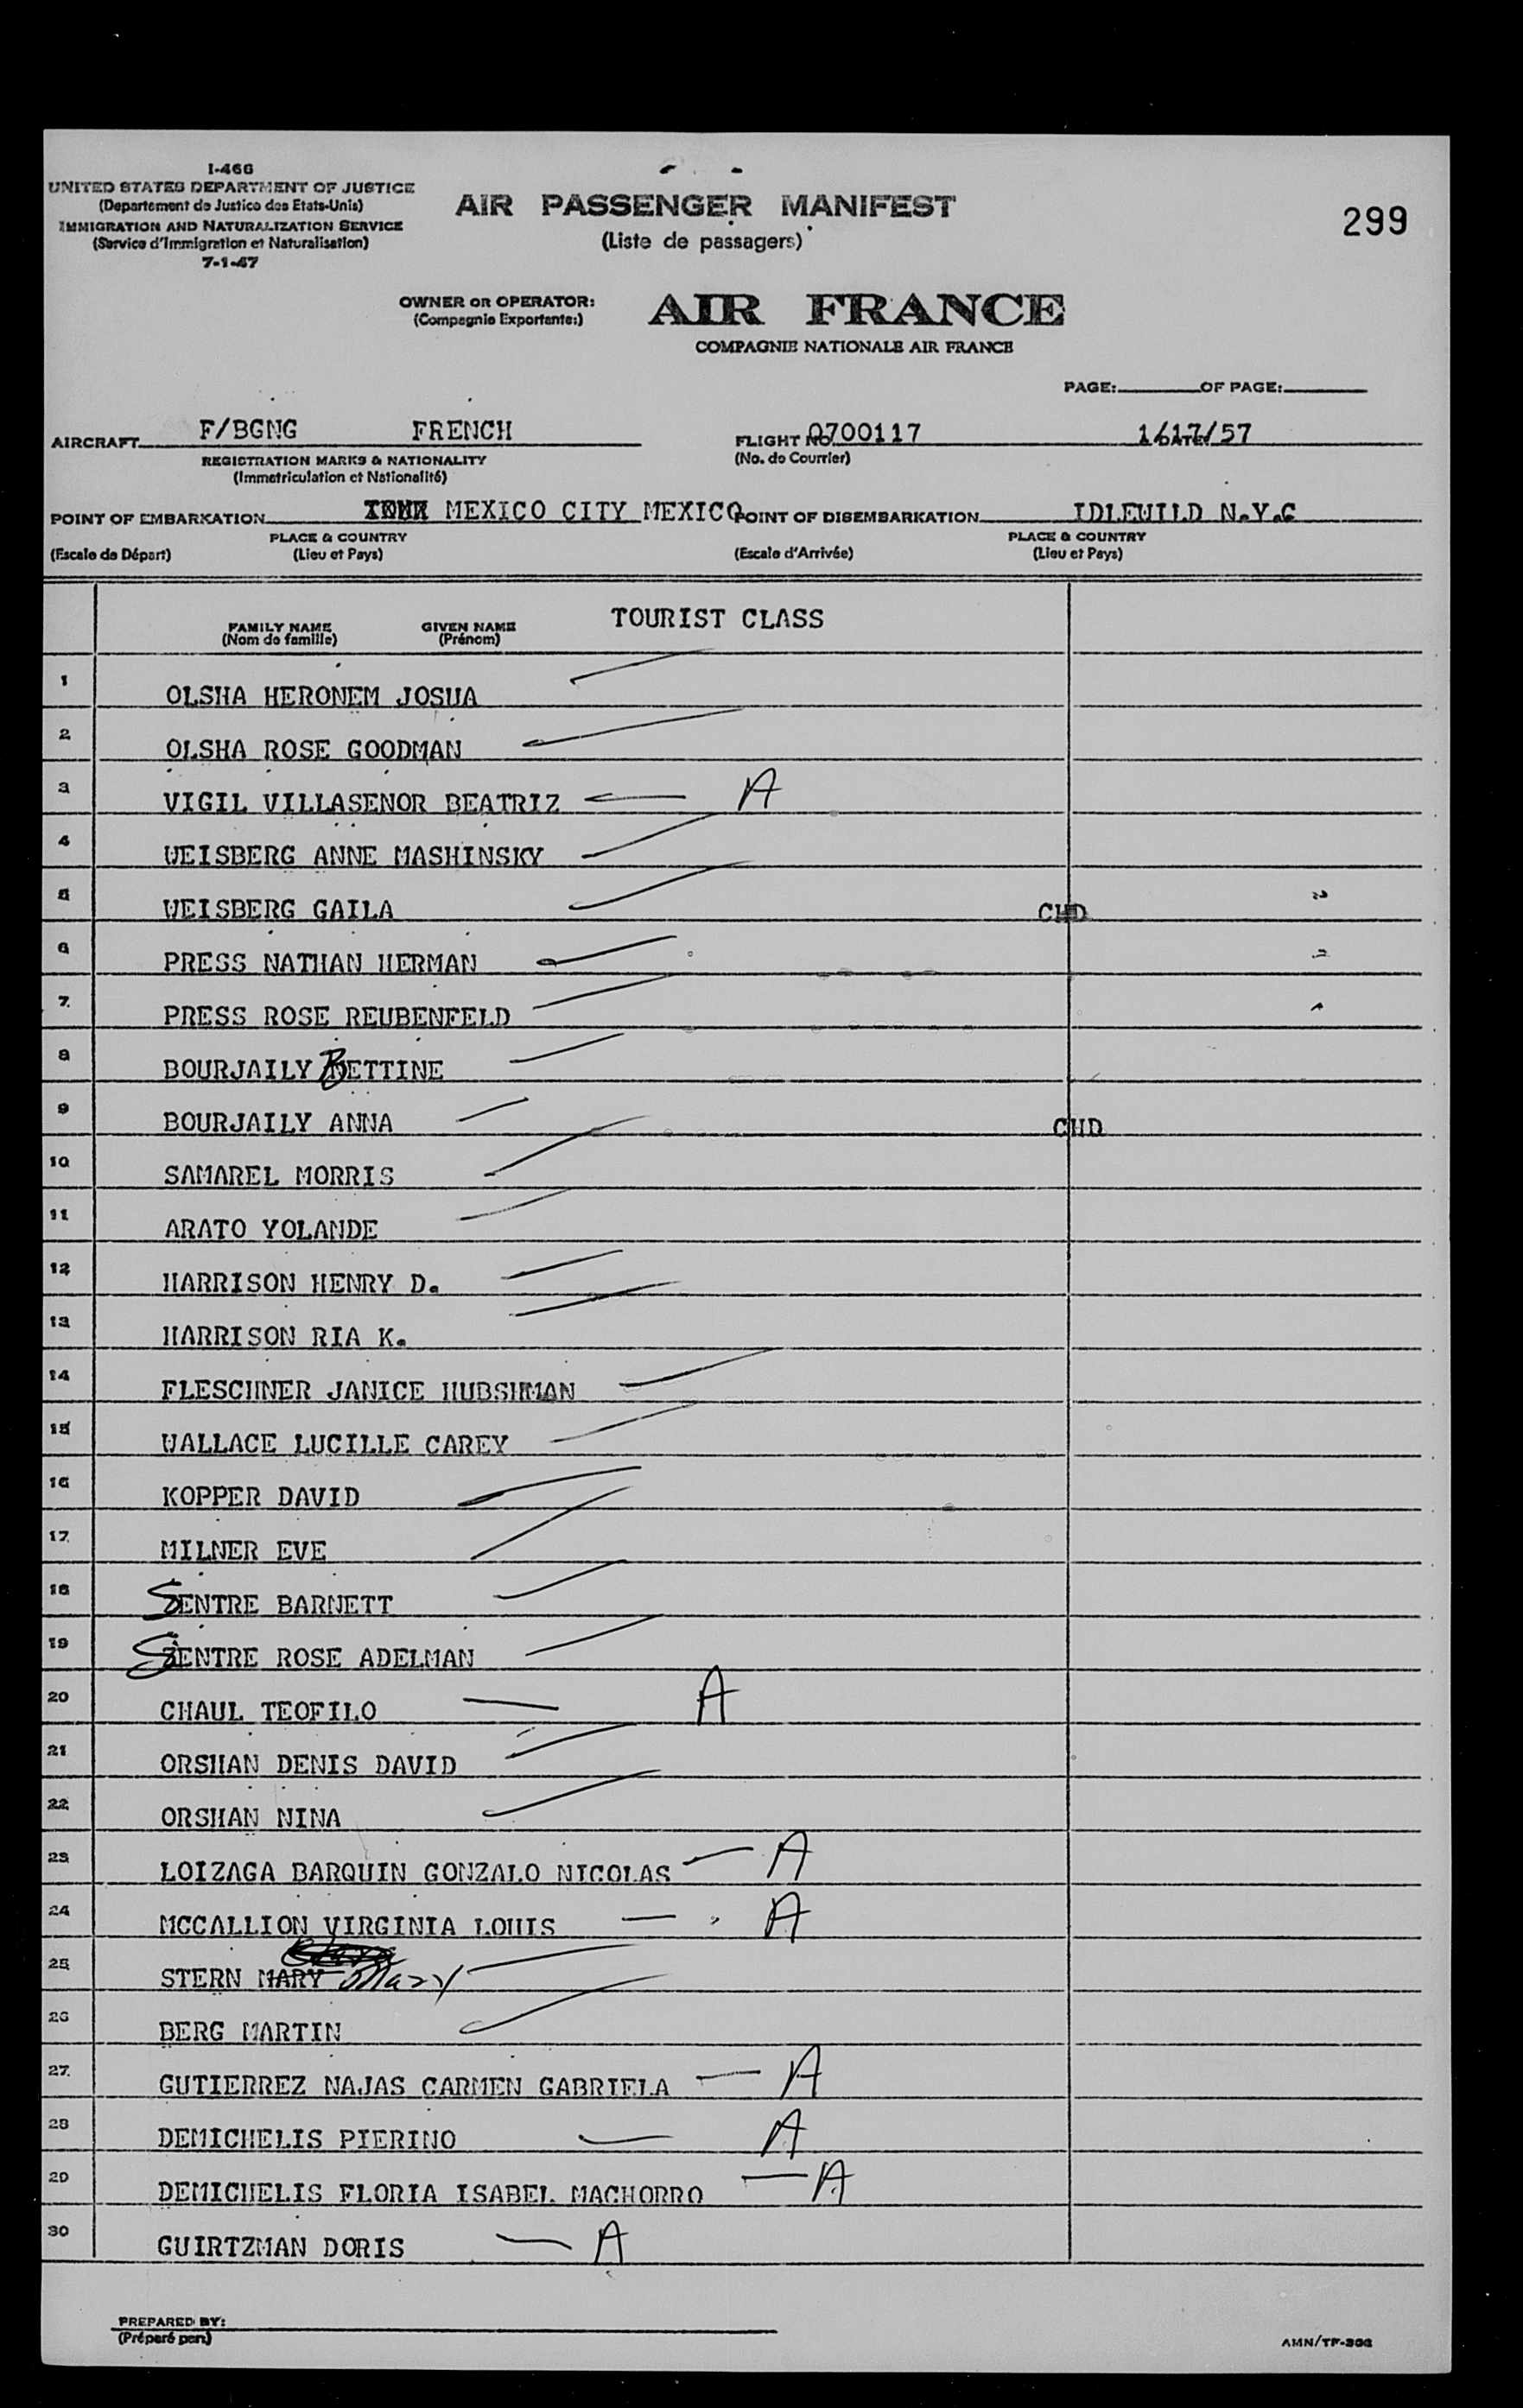 I-466
UNITED STATES DEPARTMENT OF JUSTICE
(Departement de Justice des Etats-Unis)
IMMIGRATION AND NATURALIZATION SERVICE
(Service d'Immigration et Naturalisation)
7-1-47
AIR PASSENGER MANIFEST
(Liste de passagers)
299
OWNER OR OPERATOR:
(Compagnie Exportante:)
AIR FRANCE
COMPAGNIE NATIONALE AIR FRANCE
PAGE: OF PAGE:
AIRCRAFT F/BGNG FRENCH FLIGHT NO. 0700117 DATE 1/17/57
REGISTRATION MARKS & NATIONALITY (No. de Courrier)
(Immatriculation et Nationalité)
POINT OF EMBARKATION MEXICO CITY MEXICO POINT OF DISEMBARKATION IDLEWILD N.Y.C
PLACE & COUNTRY PLACE & COUNTRY
(Escale de Départ) (Lieu et Pays) (Escale d'Arrivée) (Lieu et Pays)
FAMILY NAME GIVEN NAME TOURIST CLASS
(Nom de famille) (Prénom)
1 OLSHA HERONEM JOSUA
2 OLSHA ROSE GOODMAN
3 VIGIL VILLASENOR BEATRIZ A
4 WEISBERG ANNE MASHINSKY
5 WEISBERG GAILA CHD
6 PRESS NATHAN HERMAN
7 PRESS ROSE REUBENFELD
8 BOURJAILY BETTINE
9 BOURJAILY ANNA CHD
10 SAMAREL MORRIS
11 ARATO YOLANDE
12 HARRISON HENRY D.
13 HARRISON RIA K.
14 FLESCHNER JANICE HUBSHMAN
15 WALLACE LUCILLE CAREY
16 KOPPER DAVID
17 MILNER EVE
18 SENTRE BARNETT
19 SENTRE ROSE ADELMAN
20 CHAUL TEOFILO A
21 ORSHAN DENIS DAVID
22 ORSHAN NINA
23 LOIZAGA BARQUIN GONZALO NICOLAS A
24 MCCALLION VIRGINIA LOUIS A
25 STERN MARY Mary
26 BERG MARTIN
27 GUTIERREZ NAJAS CARMEN GABRIELA A
28 DEMICHELIS PIERINO A
29 DEMICHELIS FLORIA ISABEL MACHORRO A
30 GUIRTZMAN DORIS A
PREPARED BY:
(Préparé par:)
AMN/TF-306